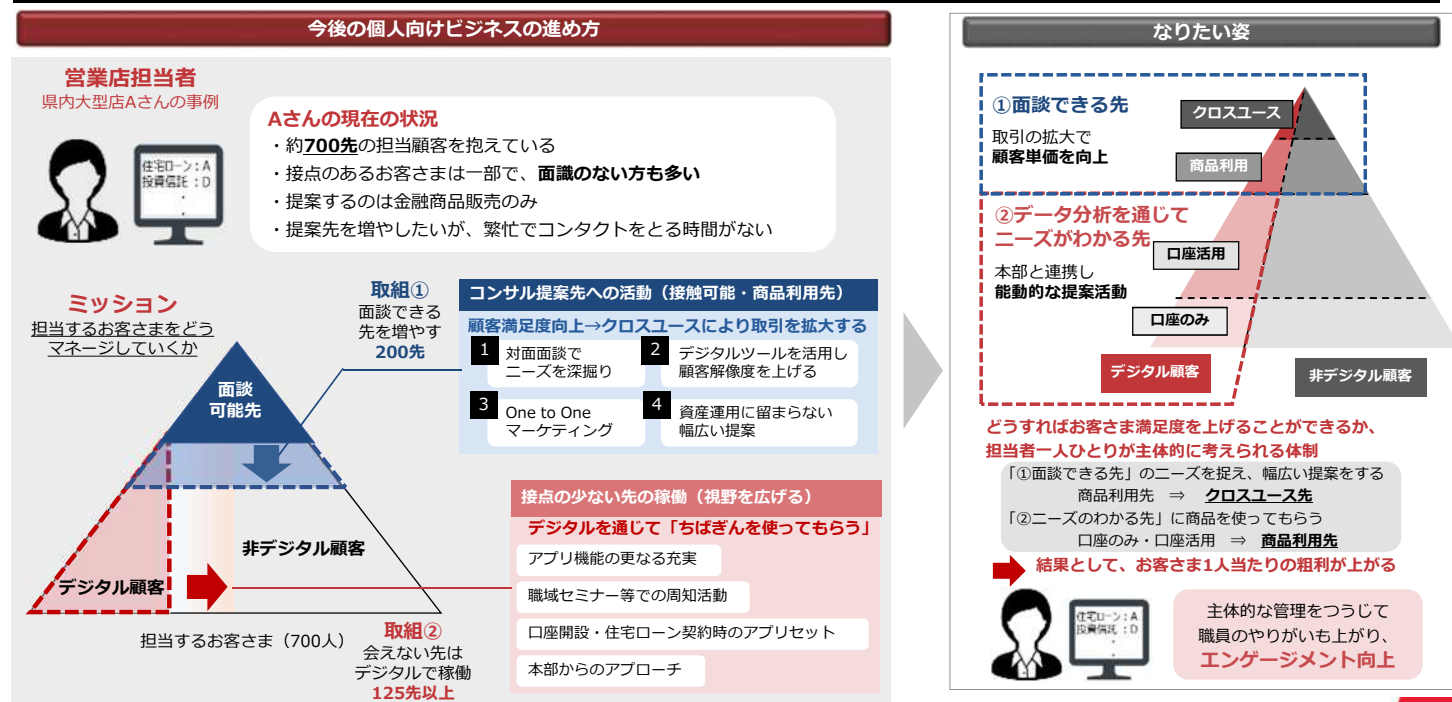 今後の個人向けビジネスの進め方
営業店担当者
県内大型店Aさんの事例
住宅ローン:A
投資信託:D
Aさんの現在の状況
・約700先の担当顧客を抱えている
・接点のあるお客さまは一部で、面識のない方も多い
・提案するのは金融商品販売のみ
・提案先を増やしたいが、繁忙でコンタクトをとる時間がない
ミッション
担当するお客さまをどう
マネージしていくか
取組①
面談できる
先を増やす
200先
面談
可能先
非デジタル顧客
デジタル顧客
担当するお客さま(700人)
取組②
会えない先は
デジタルで稼働
125先以上
コンサル提案先への活動(接触可能・商品利用先)
顧客満足度向上→クロスユースにより取引を拡大する
1 対面面談で
ニーズを深掘り
2 デジタルツールを活用し
顧客解像度を上げる
3 One to One
マーケティング
4 資産運用に留まらない
幅広い提案
接点の少ない先の稼働(視野を広げる)
デジタルを通じて「ちばぎんを使ってもらう」
アプリ機能の更なる充実
職域セミナー等での周知活動
口座開設・住宅ローン契約時のアプリセット
本部からのアプローチ
なりたい姿
①面談できる先
取引の拡大で
顧客単価を向上
クロスユース
商品利用
②データ分析を通じて
ニーズがわかる先
本部と連携し
能動的な提案活動
口座活用
口座のみ
デジタル顧客
非デジタル顧客
どうすればお客さま満足度を上げることができるか、
担当者一人ひとりが主体的に考えられる体制
「①面談できる先」のニーズを捉え、幅広い提案をする
商品利用先 ⇒ クロスユース先
「②ニーズのわかる先」に商品を使ってもらう
口座のみ・口座活用 ⇒ 商品利用先
結果として、お客さま1人当たりの粗利が上がる
住宅ローン:A
投資信託:D
主体的な管理をつうじて
職員のやりがいも上がり、
エンゲージメント向上